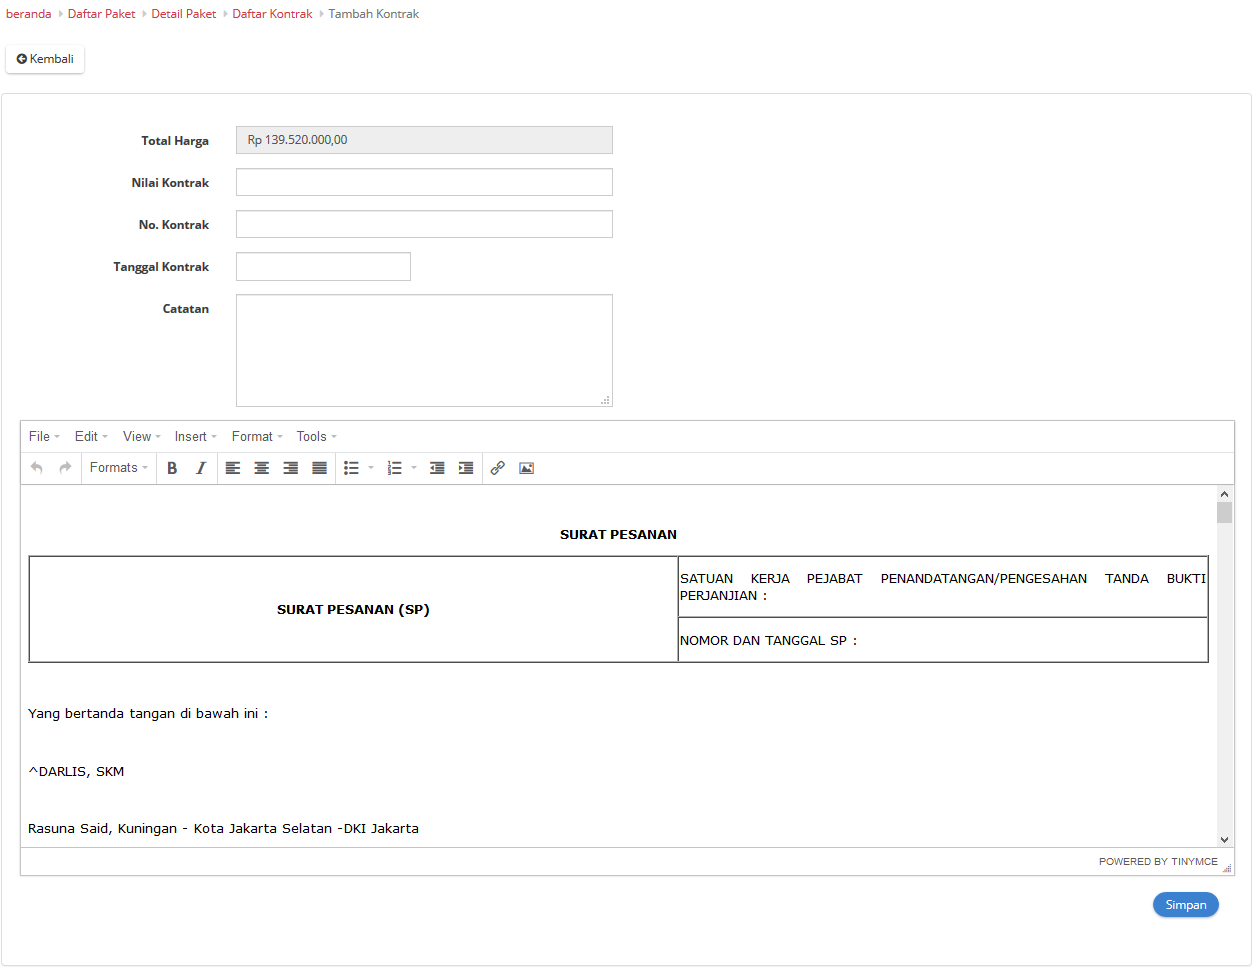 beranda Daftar Paket Detail Paket Daftar Kontrak Tambah Kontrak
Kembali
Total Harga Rp 139.520.000,00
Nilai Kontrak
No. Kontrak
Tanggal Kontrak
Catatan
File Edit View Insert Format Tools
Formats B I
SURAT PESANAN
SURAT PESANAN (SP)
SATUAN KERJA PEJABAT PENANDATANGAN/PENGESAHAN TANDA BUKTI
PERJANJIAN :
NOMOR DAN TANGGAL SP :
Yang bertanda tangan di bawah ini :
^DARLIS, SKM
Rasuna Said, Kuningan - Kota Jakarta Selatan -DKI Jakarta
POWERED BY TINYMCE
Simpan